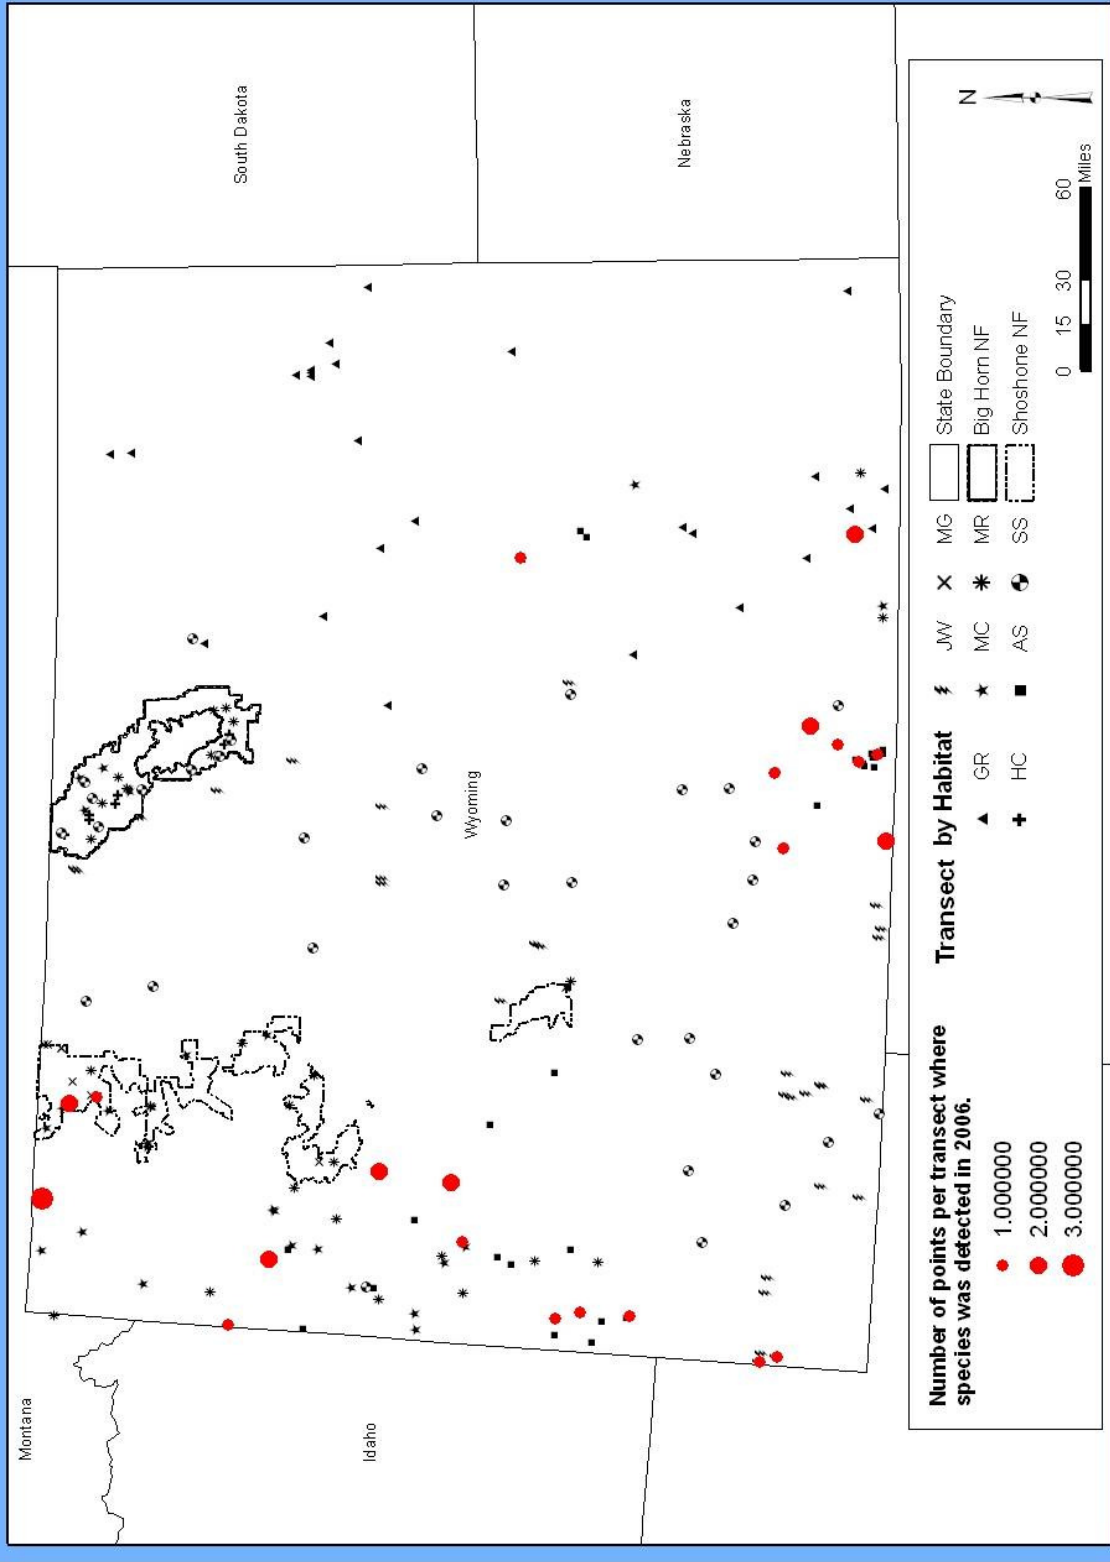 Montana
Idaho
Wyoming
South Dakota
Nebraska
Number of points per transect where
species was detected in 2006.
1.000000
2.000000
3.000000
Transect by Habitat
GR
HC
JW
MC
AS
MG
MR
SS
State Boundary
Big Horn NF
Shoshone NF
N
0 15 30 60
Miles